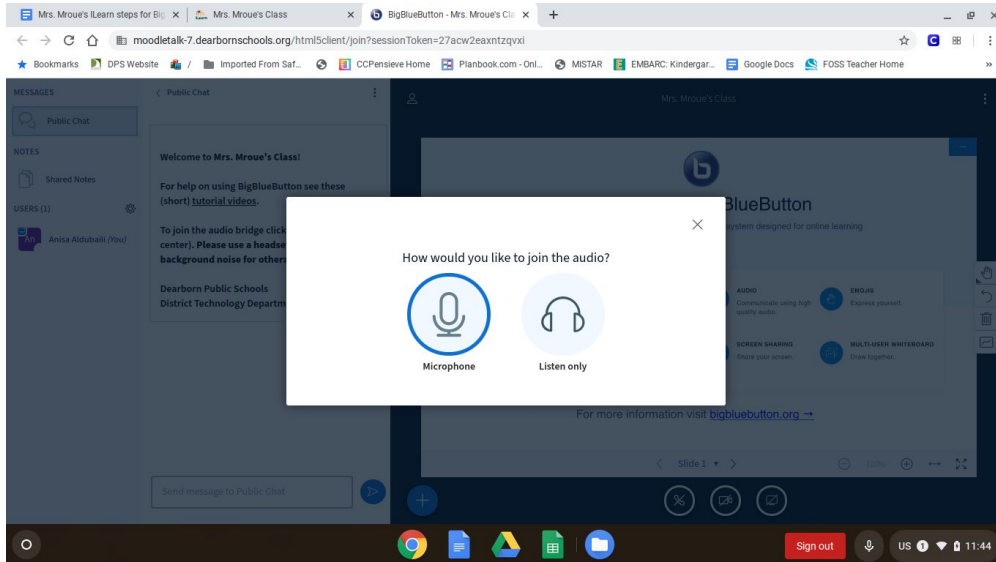 Mrs. Mroue's ILearn steps for Big
Mrs. Mroue's Class
BigBlueButton - Mrs. Mroue's Cla
moodletalk-7.dearbornschools.org/html5client/join?sessionToken=27acw2eaxntzqvxi
Bookmarks DPS Website / Imported From Saf... CCPensieve Home Planbook.com - Onl... MISTAR EMBARC: Kindergar... Google Docs FOSS Teacher Home »
MESSAGES
Public Chat
NOTES
Shared Notes
USERS (1)
An Anisa Aldubaili (You)
Public Chat
Welcome to Mrs. Mroue's Class!
For help on using BigBlueButton see these
(short) tutorial videos.
To join the audio bridge click
center). Please use a headse
background noise for others
Dearborn Public Schools
District Technology Departm
Send message to Public Chat
Mrs. Mroue's Class
b
BlueButton
system designed for online learning
AUDIO
Communicate using high
quality audio.
EMOJIS
Express yourself.
SCREEN SHARING
Share your screen.
MULTI-USER WHITEBOARD
Draw together.
For more information visit bigbluebutton.org →
Slide 1
How would you like to join the audio?
Microphone
Listen only
Sign out
US 1 11:44